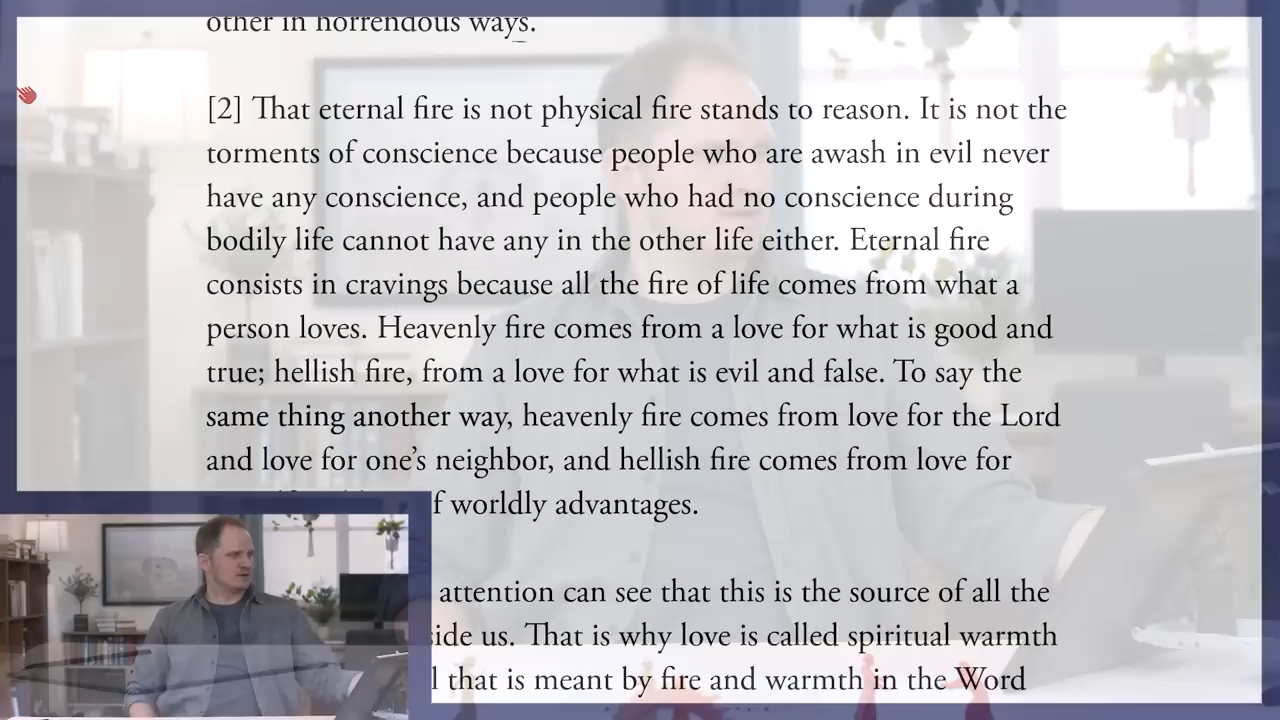 other in horrendous ways.
[2] That eternal fire is not physical fire stands to reason. It is not the
torments of conscience because people who are awash in evil never
have any conscience, and people who had no conscience during
bodily life cannot have any in the other life either. Eternal fire
consists in cravings because all the fire of life comes from what a
person loves. Heavenly fire comes from a love for what is good and
true; hellish fire, from a love for what is evil and false. To say the
same thing another way, heavenly fire comes from love for the Lord
and love for one's neighbor, and hellish fire comes from love for
f worldly advantages.
attention can see that this is the source of all the
side us. That is why love is called spiritual warmth
l that is meant by fire and warmth in the Word